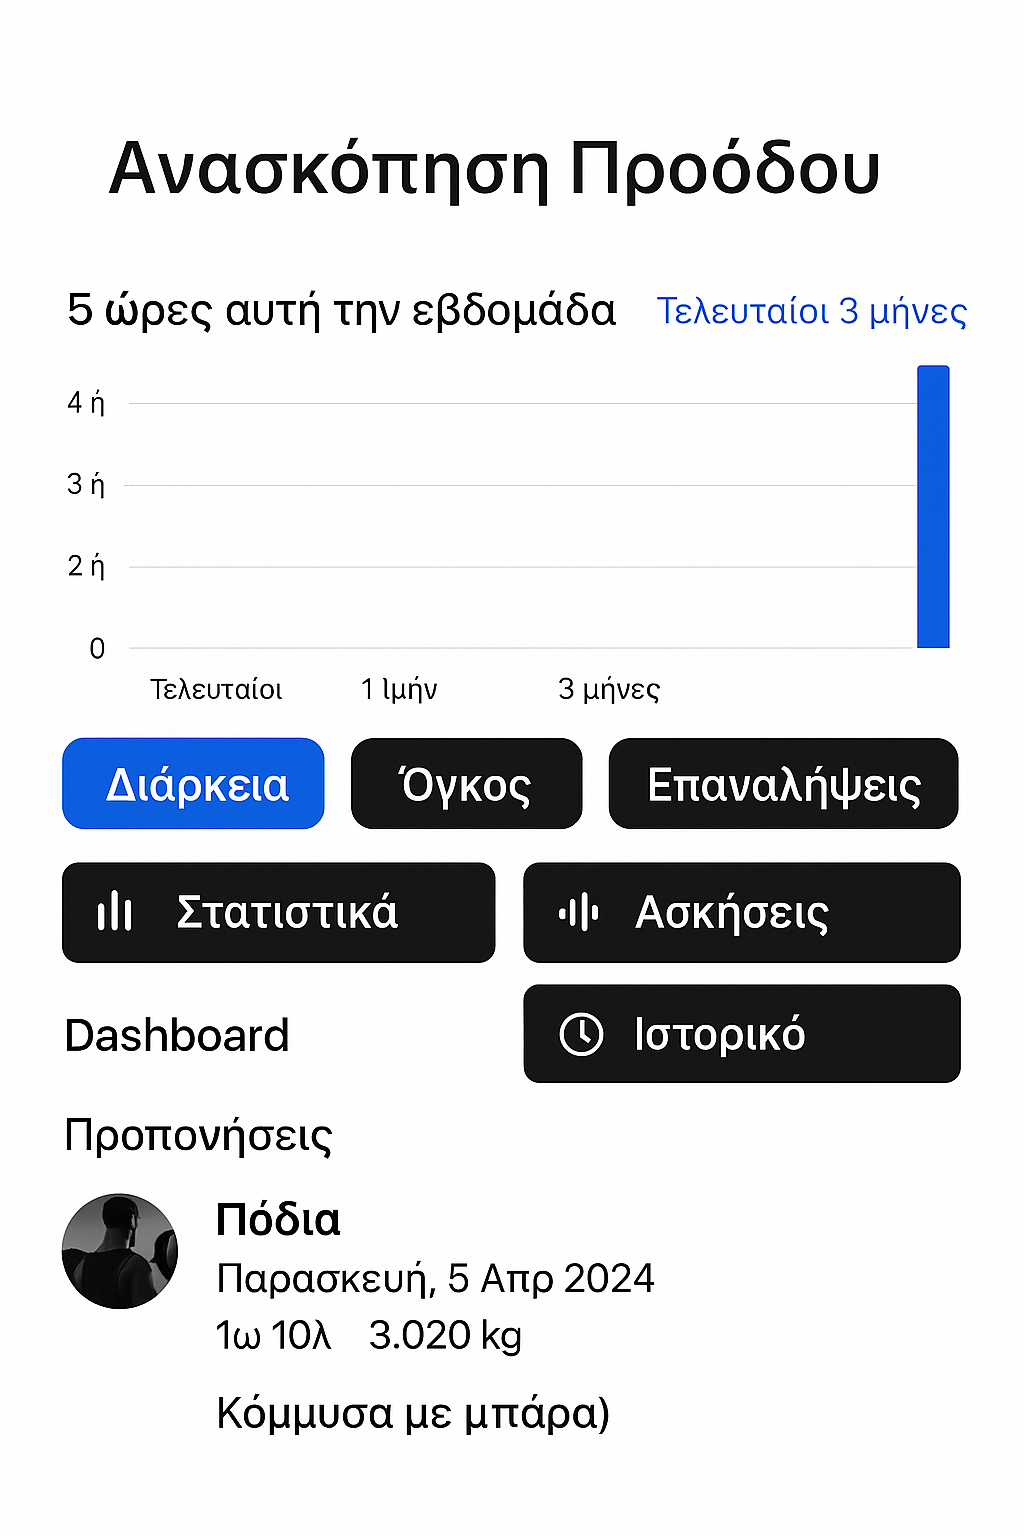 Ανασκόπηση Προόδου
5 ώρες αυτή την εβδομάδα Τελευταίοι 3 μήνες
4 ή
3 ή
2 ή
0
Τελευταίοι 1 lμήν 3 μήνες
Διάρκεια Όγκος Επαναλήψεις
Στατιστικά Ασκήσεις
Dashboard Ιστορικό
Προπονήσεις
Πόδια
Παρασκευή, 5 Απρ 2024
1ω 10λ 3.020 kg
Κόμμυσα με μπάρα)